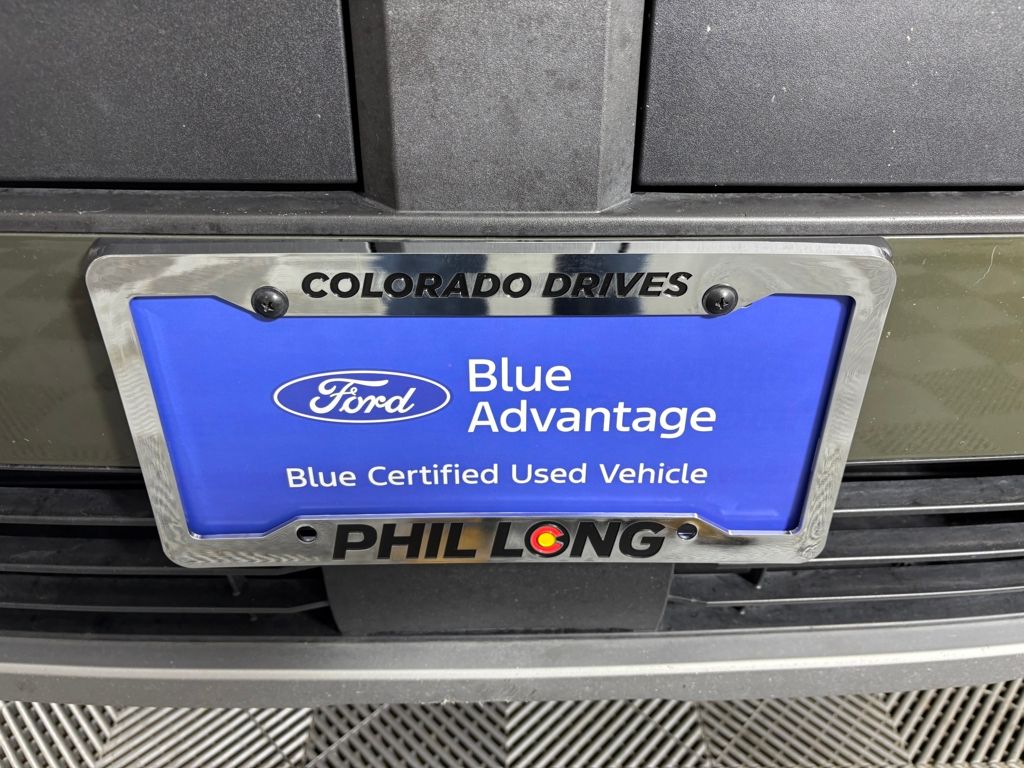 COLORADO DRIVES
Ford
Blue
Advantage
Blue Certified Used Vehicle
PHIL LONG